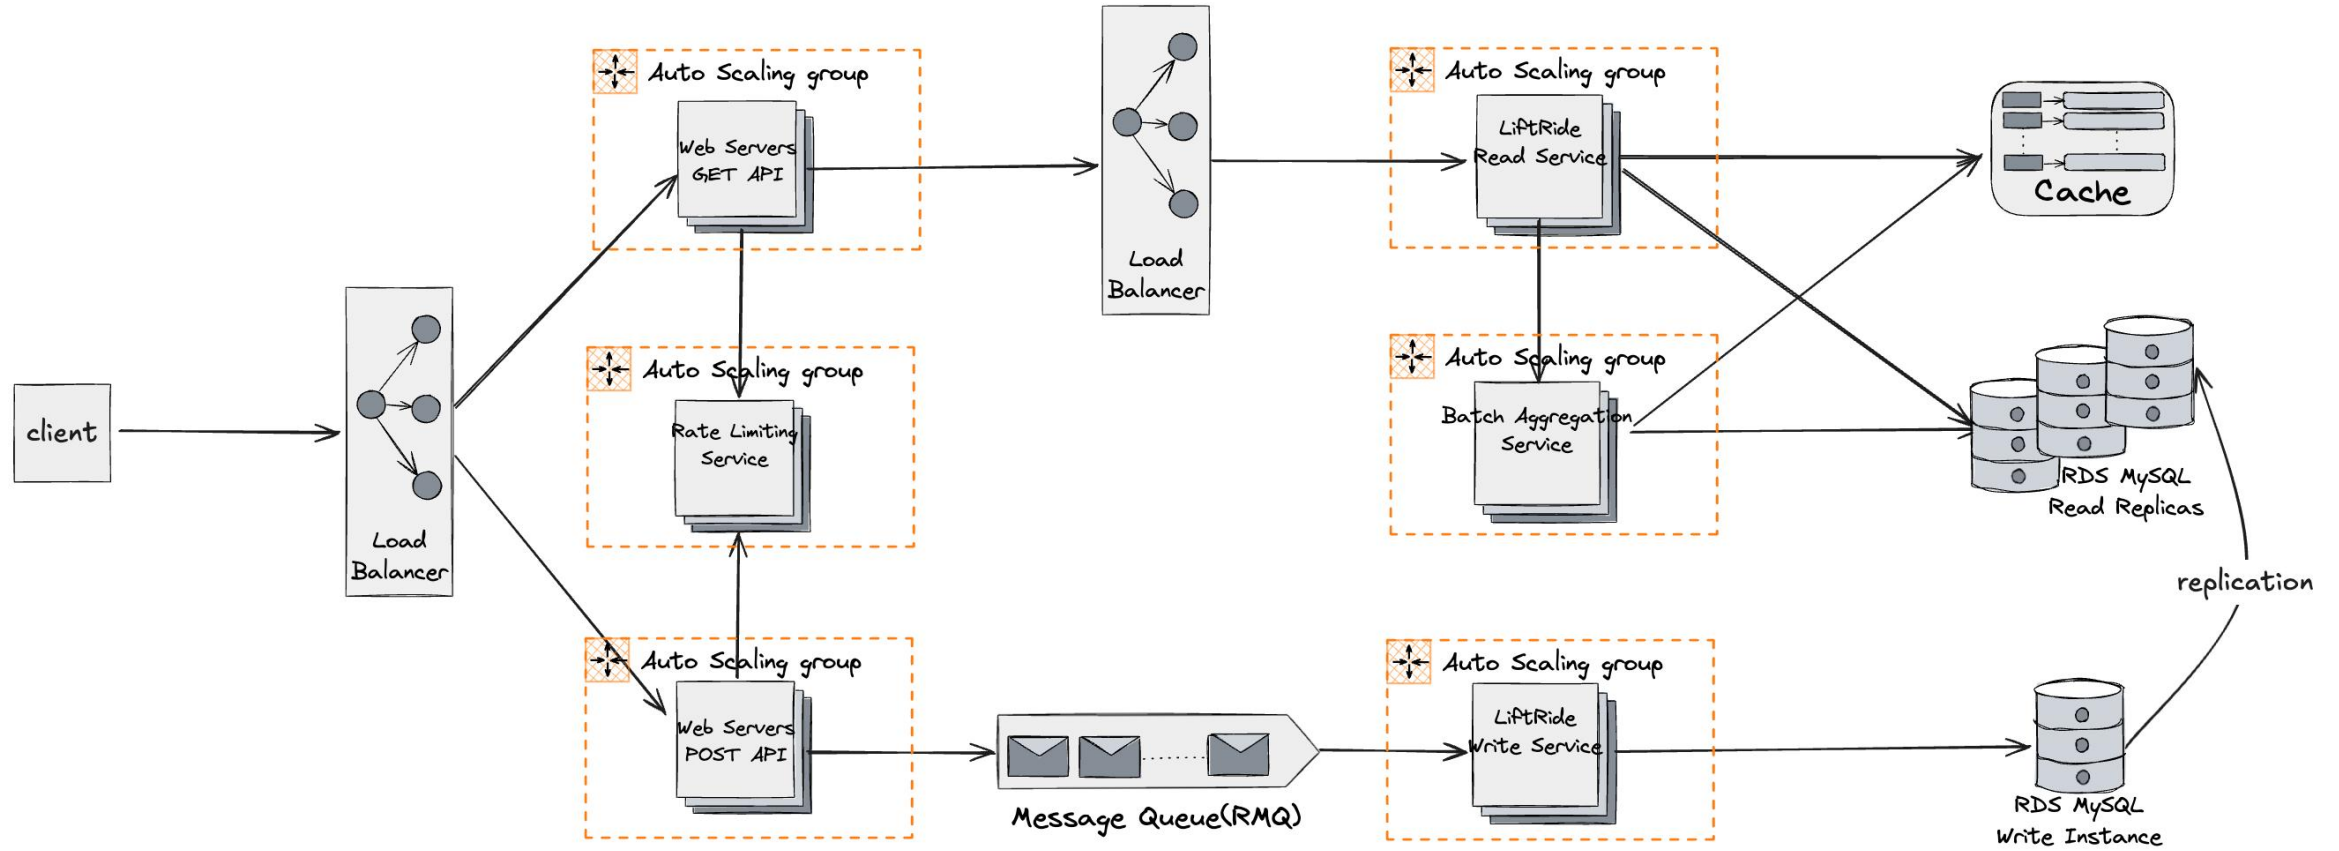 client
Load
Balancer
Auto Scaling group
Web Servers
GET API
Auto Scaling group
Rate Limiting
Service
Auto Scaling group
Web Servers
POST API
Load
Balancer
Message Queue(RMQ)
Auto Scaling group
LiftRide
Read Service
Auto Scaling group
Batch Aggregation
Service
Auto Scaling group
LiftRide
Write Service
Cache
RDS MySQL
Read Replicas
replication
RDS MySQL
Write Instance